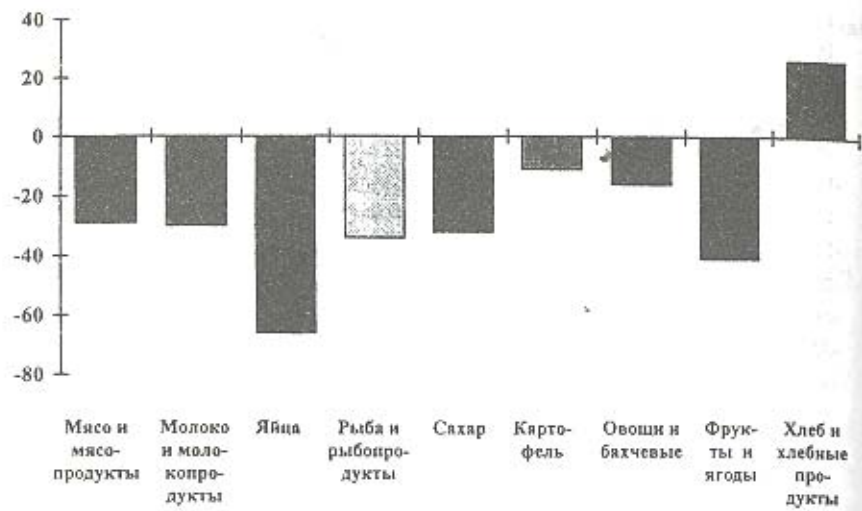 40
20
0
-20
-40
-60
-80
Мясо и
мясо-
продукты
Молоко
и моло-
копро-
дукты
Яйца
Рыба и
рыбопро-
дукты
Сахар
Карто-
фель
Овощи и
бахчевые
Фрук-
ты и
ягоды
Хлеб и
хлебные
про-
дукты